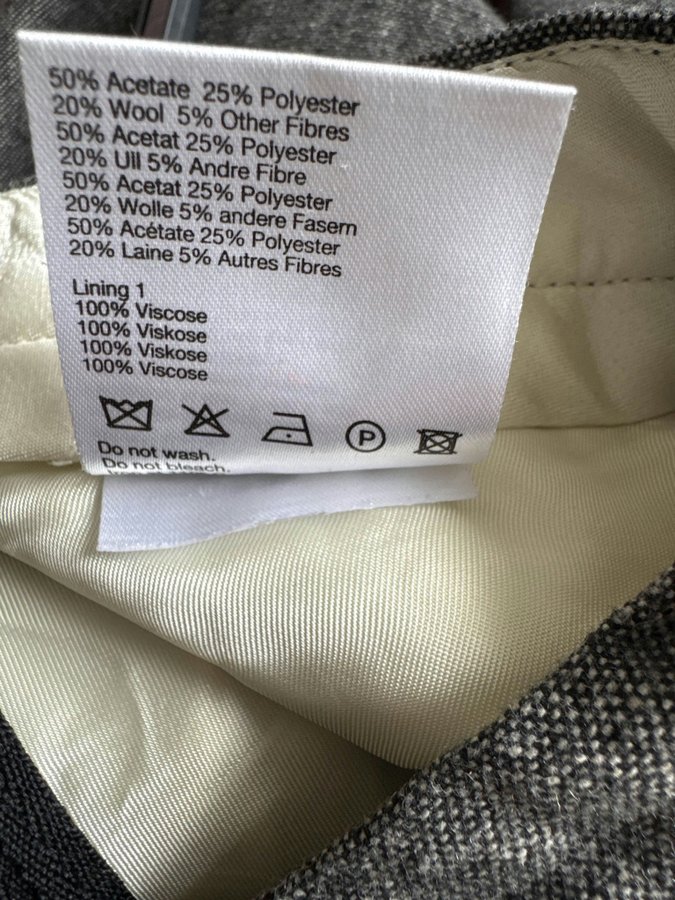 50% Acetate 25% Polyester
20% Wool 5% Other Fibres
50% Acetat 25% Polyester
20% Ull 5% Andre Fibre
50% Acetat 25% Polyester
20% Wolle 5% andere Fasern
50% Acétate 25% Polyester
20% Laine 5% Autres Fibres
Lining 1
100% Viscose
100% Viskose
100% Viskose
100% Viscose
P
Do not wash.
Do not bleach.